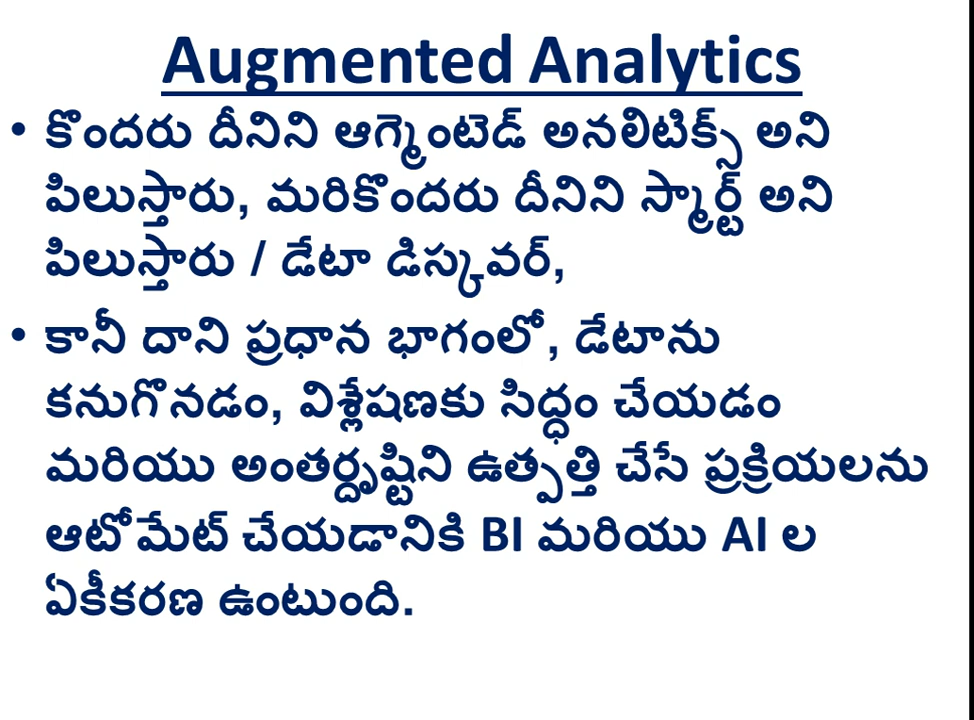 Augmented Analytics
• కొందరు దీనిని ఆగ్మెంటెడ్ అనలిటిక్స్ అని
పిలుస్తారు, మరికొందరు దీనిని స్మార్ట్ అని
పిలుస్తారు / డేటా డిస్కవర్,
• కానీ దాని ప్రధాన భాగంలో, డేటాను
కనుగొనడం, విశ్లేషణకు సిద్ధం చేయడం
మరియు అంతర్దృష్టిని ఉత్పత్తి చేసే ప్రక్రియలను
ఆటోమేట్ చేయడానికి BI మరియు AI ల
ఏకీకరణ ఉంటుంది.